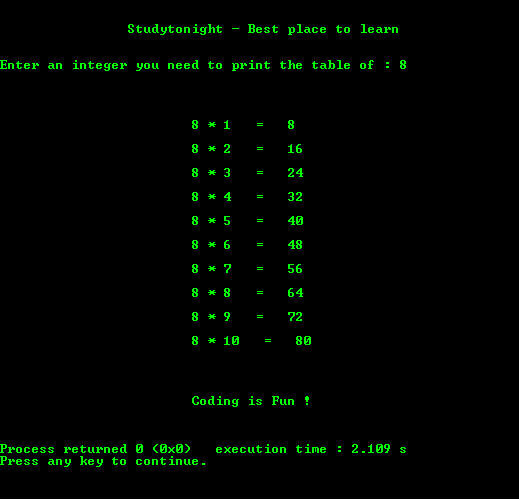 Studytonight - Best place to learn
Enter an integer you need to print the table of : 8
8 * 1   =   8
8 * 2   =   16
8 * 3   =   24
8 * 4   =   32
8 * 5   =   40
8 * 6   =   48
8 * 7   =   56
8 * 8   =   64
8 * 9   =   72
8 * 10   =   80
Coding is Fun !
Process returned 0 (0x0)   execution time : 2.109 s
Press any key to continue.